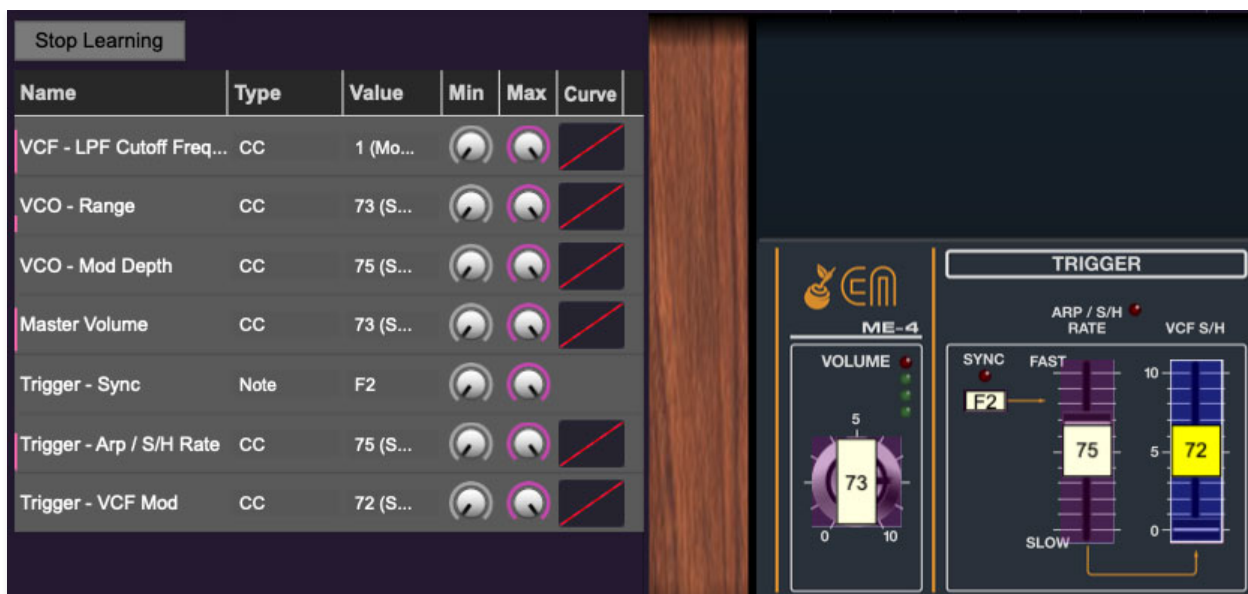 Stop Learning
Name Type Value Min Max Curve
VCF - LPF Cutoff Freq... CC 1 (Mo...
VCO - Range CC 73 (S...
VCO - Mod Depth CC 75 (S...
Master Volume CC 73 (S...
Trigger - Sync Note F2
Trigger - Arp / S/H Rate CC 75 (S...
Trigger - VCF Mod CC 72 (S...
EM
ME-4
VOLUME
5
73
0 10
TRIGGER
ARP / S/H
RATE VCF S/H
SYNC FAST 10
F2
75 5 72
0
SLOW